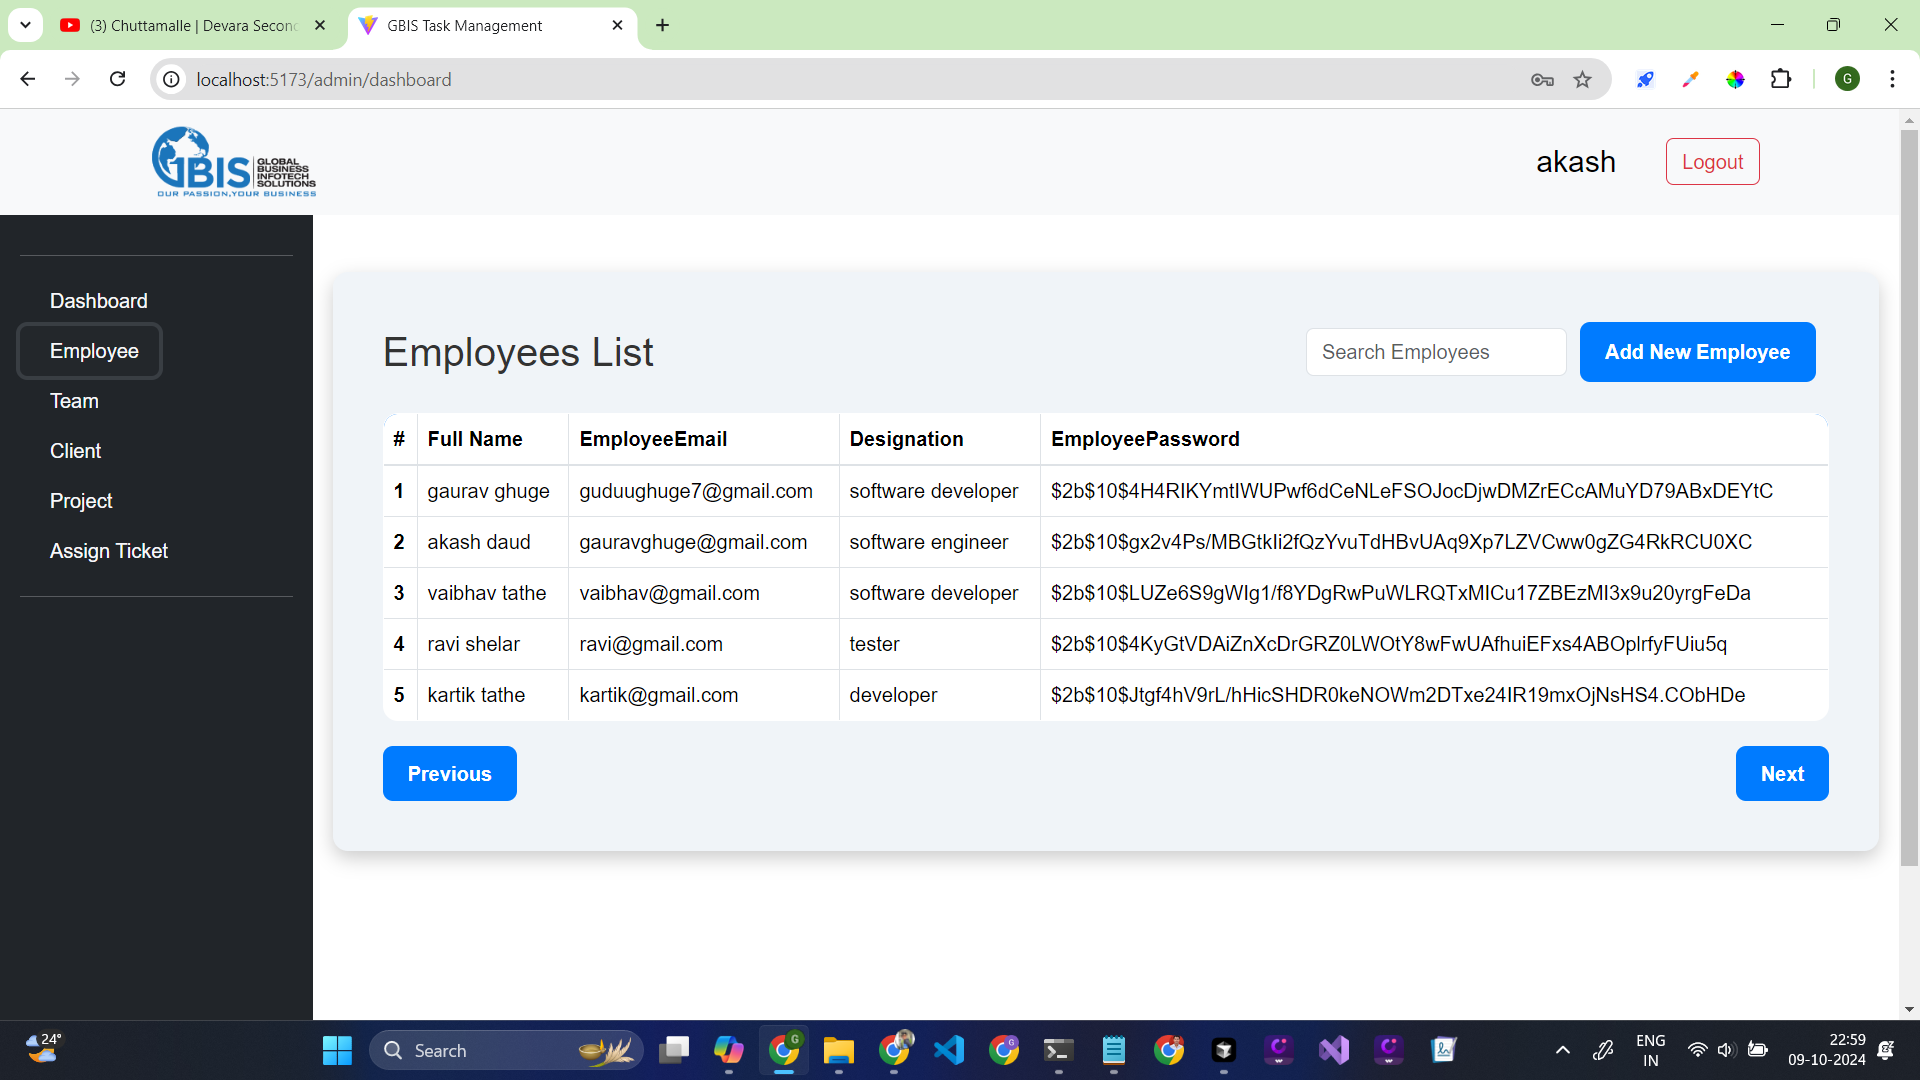 (3) Chuttamalle | Devara Second
GBIS Task Management
localhost:5173/admin/dashboard
G
GBIS GLOBAL BUSINESS INFOTECH SOLUTIONS
OUR PASSION,YOUR BUSINESS
akash
Logout
Dashboard
Employee
Team
Client
Project
Assign Ticket
Employees List
Search Employees
Add New Employee
# Full Name EmployeeEmail Designation EmployeePassword
1 gaurav ghuge guduughuge7@gmail.com software developer $2b$10$4H4RIKYmtIWUPwf6dCeNLeFSOJocDjwDMZrECcAMuYD79ABxDEYtC
2 akash daud gauravghuge@gmail.com software engineer $2b$10$gx2v4Ps/MBGtkIi2fQzYvuTdHBvUAq9Xp7LZVCww0gZG4RkRCU0XC
3 vaibhav tathe vaibhav@gmail.com software developer $2b$10$LUZe6S9gWIg1/f8YDgRwPuWLRQTxMICu17ZBEzMI3x9u20yrgFeDa
4 ravi shelar ravi@gmail.com tester $2b$10$4KyGtVDAiZnXcDrGRZ0LWOtY8wFwUAfhuiEFxs4ABOplrfyFUiu5q
5 kartik tathe kartik@gmail.com developer $2b$10$Jtgf4hV9rL/hHicSHDR0keNOWm2DTxe24IR19mxOjNsHS4.CObHDe
Previous
Next
24°
Search
ENG
IN
22:59
09-10-2024